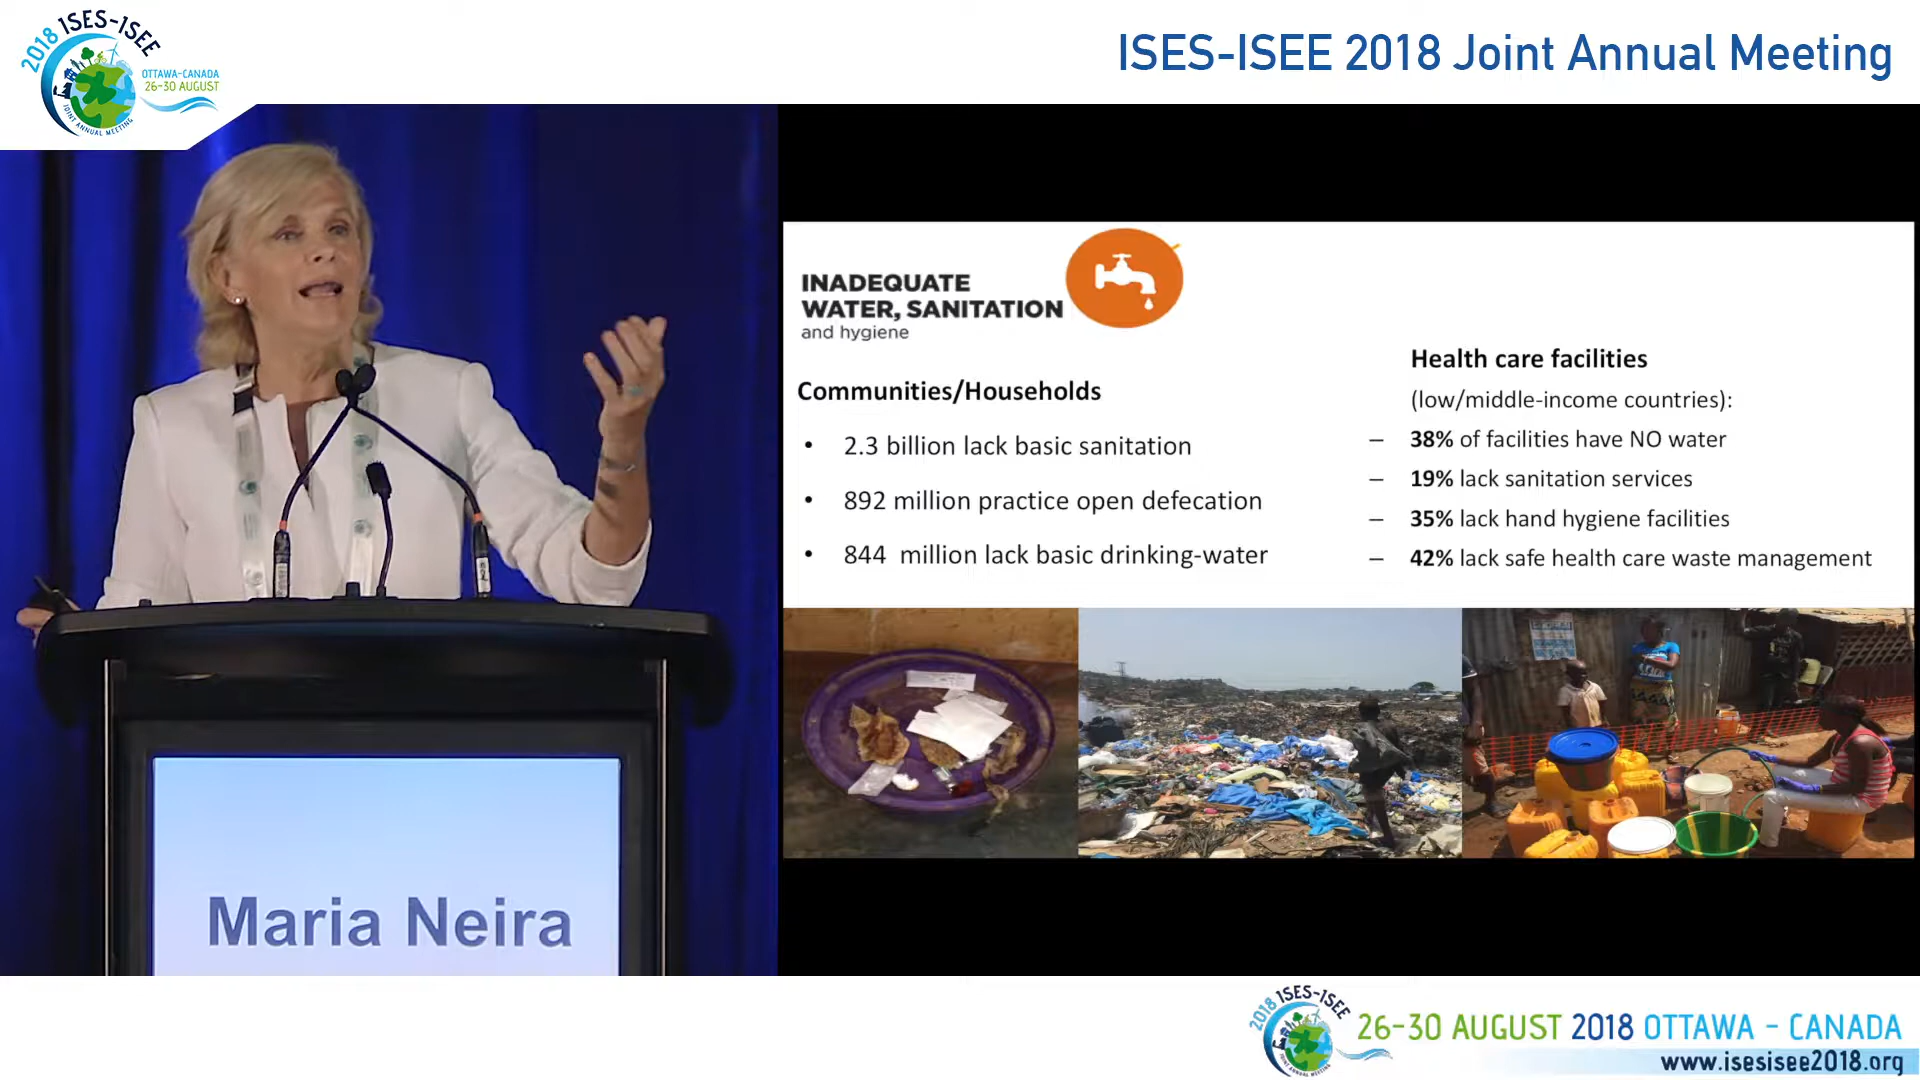 2018 ISES-ISEE
OTTAWA-CANADA
26-30 AUGUST
JOINT ANNUAL MEETING
ISES-ISEE 2018 Joint Annual Meeting
INADEQUATE
WATER, SANITATION
and hygiene
Communities/Households
• 2.3 billion lack basic sanitation
• 892 million practice open defecation
• 844 million lack basic drinking-water
Health care facilities
(low/middle-income countries):
– 38% of facilities have NO water
– 19% lack sanitation services
– 35% lack hand hygiene facilities
– 42% lack safe health care waste management
Maria Neira
2018 ISES-ISEE
JOINT ANNUAL MEETING
26-30 AUGUST 2018 OTTAWA - CANADA
www.isesisee2018.org